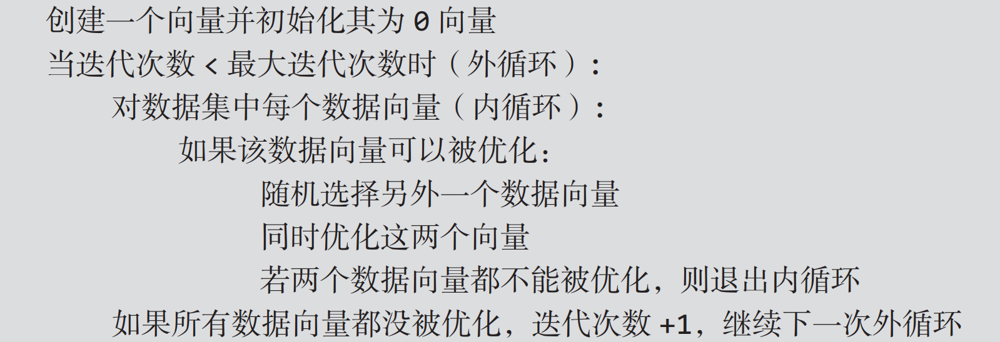 创建一个向量并初始化其为 0 向量
当迭代次数 < 最大迭代次数时（外循环）：
对数据集中每个数据向量（内循环）：
如果该数据向量可以被优化：
随机选择另外一个数据向量
同时优化这两个向量
若两个数据向量都不能被优化，则退出内循环
如果所有数据向量都没被优化，迭代次数 +1，继续下一次外循环